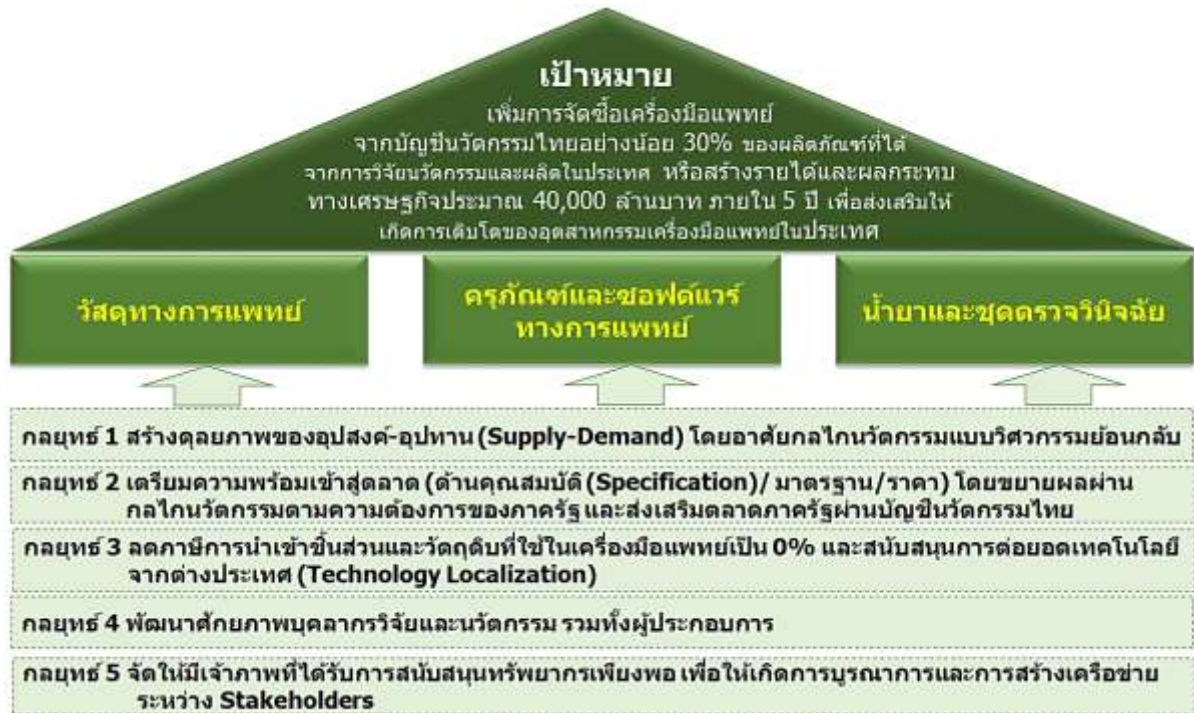 เป้าหมาย
เพิ่มการจัดซื้อเครื่องมือแพทย์
จากบัญชีนวัตกรรมไทยอย่างน้อย 30% ของผลิตภัณฑ์ที่ได้
จากการวิจัยนวัตกรรมและผลิตในประเทศ หรือสร้างรายได้และผลกระทบ
ทางเศรษฐกิจประมาณ 40,000 ล้านบาท ภายใน 5 ปี เพื่อส่งเสริมให้
เกิดการเติบโตของอุตสาหกรรมเครื่องมือแพทย์ในประเทศ
วัสดุทางการแพทย์
ครุภัณฑ์และซอฟต์แวร์
ทางการแพทย์
น้ำยาและชุดตรวจวินิจฉัย
กลยุทธ์ 1 สร้างดุลยภาพของอุปสงค์-อุปทาน (Supply-Demand) โดยอาศัยกลไกนวัตกรรมแบบวิศวกรรมย้อนกลับ
กลยุทธ์ 2 เตรียมความพร้อมเข้าสู่ตลาด (ด้านคุณสมบัติ (Specification)/ มาตรฐาน/ราคา) โดยขยายผลผ่าน
กลไกนวัตกรรมตามความต้องการของภาครัฐ และส่งเสริมตลาดภาครัฐผ่านบัญชีนวัตกรรมไทย
กลยุทธ์ 3 ลดภาษีการนำเข้าชิ้นส่วนและวัตถุดิบที่ใช้ในเครื่องมือแพทย์เป็น 0% และสนับสนุนการต่อยอดเทคโนโลยี
จากต่างประเทศ (Technology Localization)
กลยุทธ์ 4 พัฒนาศักยภาพบุคลากรวิจัยและนวัตกรรม รวมทั้งผู้ประกอบการ
กลยุทธ์ 5 จัดให้มีเจ้าภาพที่ได้รับการสนับสนุนทรัพยากรเพียงพอ เพื่อให้เกิดการบูรณาการและการสร้างเครือข่าย
ระหว่าง Stakeholders